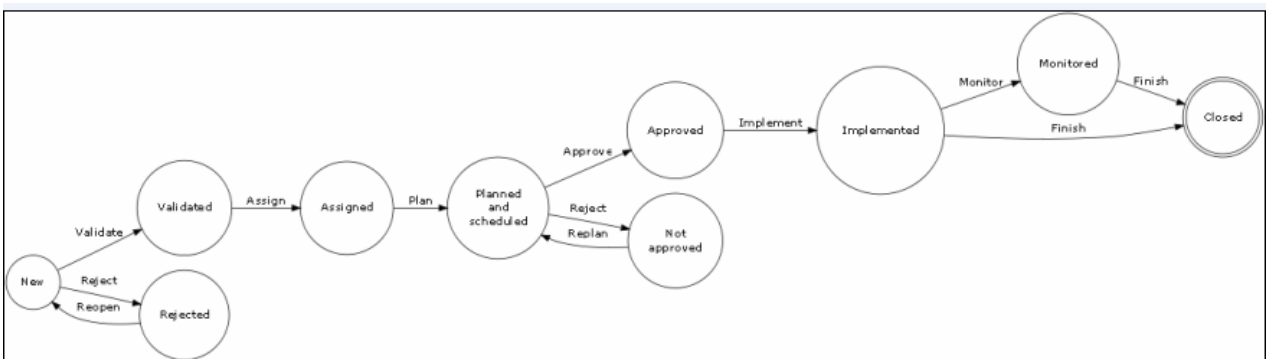 New
Validate
Reject
Reopen
Validated
Rejected
Assign
Assigned
Plan
Planned
and
scheduled
Approve
Reject
Replan
Approved
Not
approved
Implement
Implemented
Monitor
Finish
Monitored
Finish
Closed